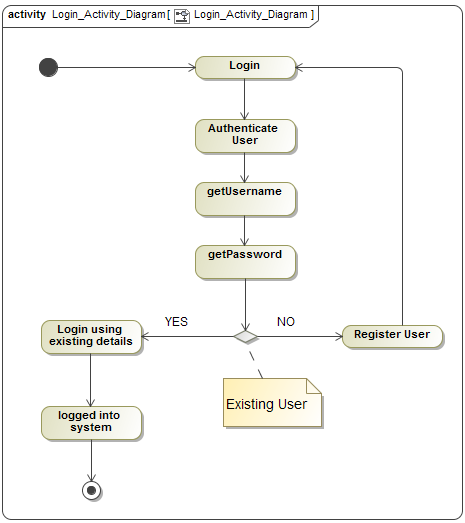 activity Login_Activity_Diagram[ Login_Activity_Diagram ]
Login
Authenticate
User
getUsername
getPassword
YES
NO
Login using
existing details
Register User
Existing User
logged into
system